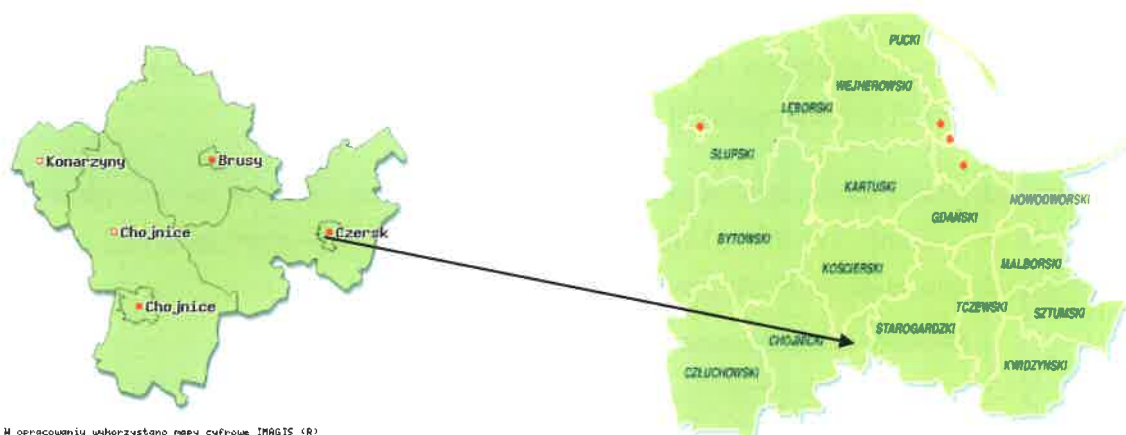 Konarzyny
Brusy
Chojnice
Czersk
Chojnice
W opracowaniu wykorzystano mapy cyfrowe IMAGIS (R)
PUCKI
WEJHEROWSKI
LĘBORSKI
SŁUPSKI
KARTUSKI
NOWODWORSKI
GDAŃSKI
BYTOWSKI
KOŚCIERSKI
MALBORSKI
TCZEWSKI
SZTUMSKI
STAROGARDZKI
CHOJNICKI
KWIDZYŃSKI
CZŁUCHOWSKI